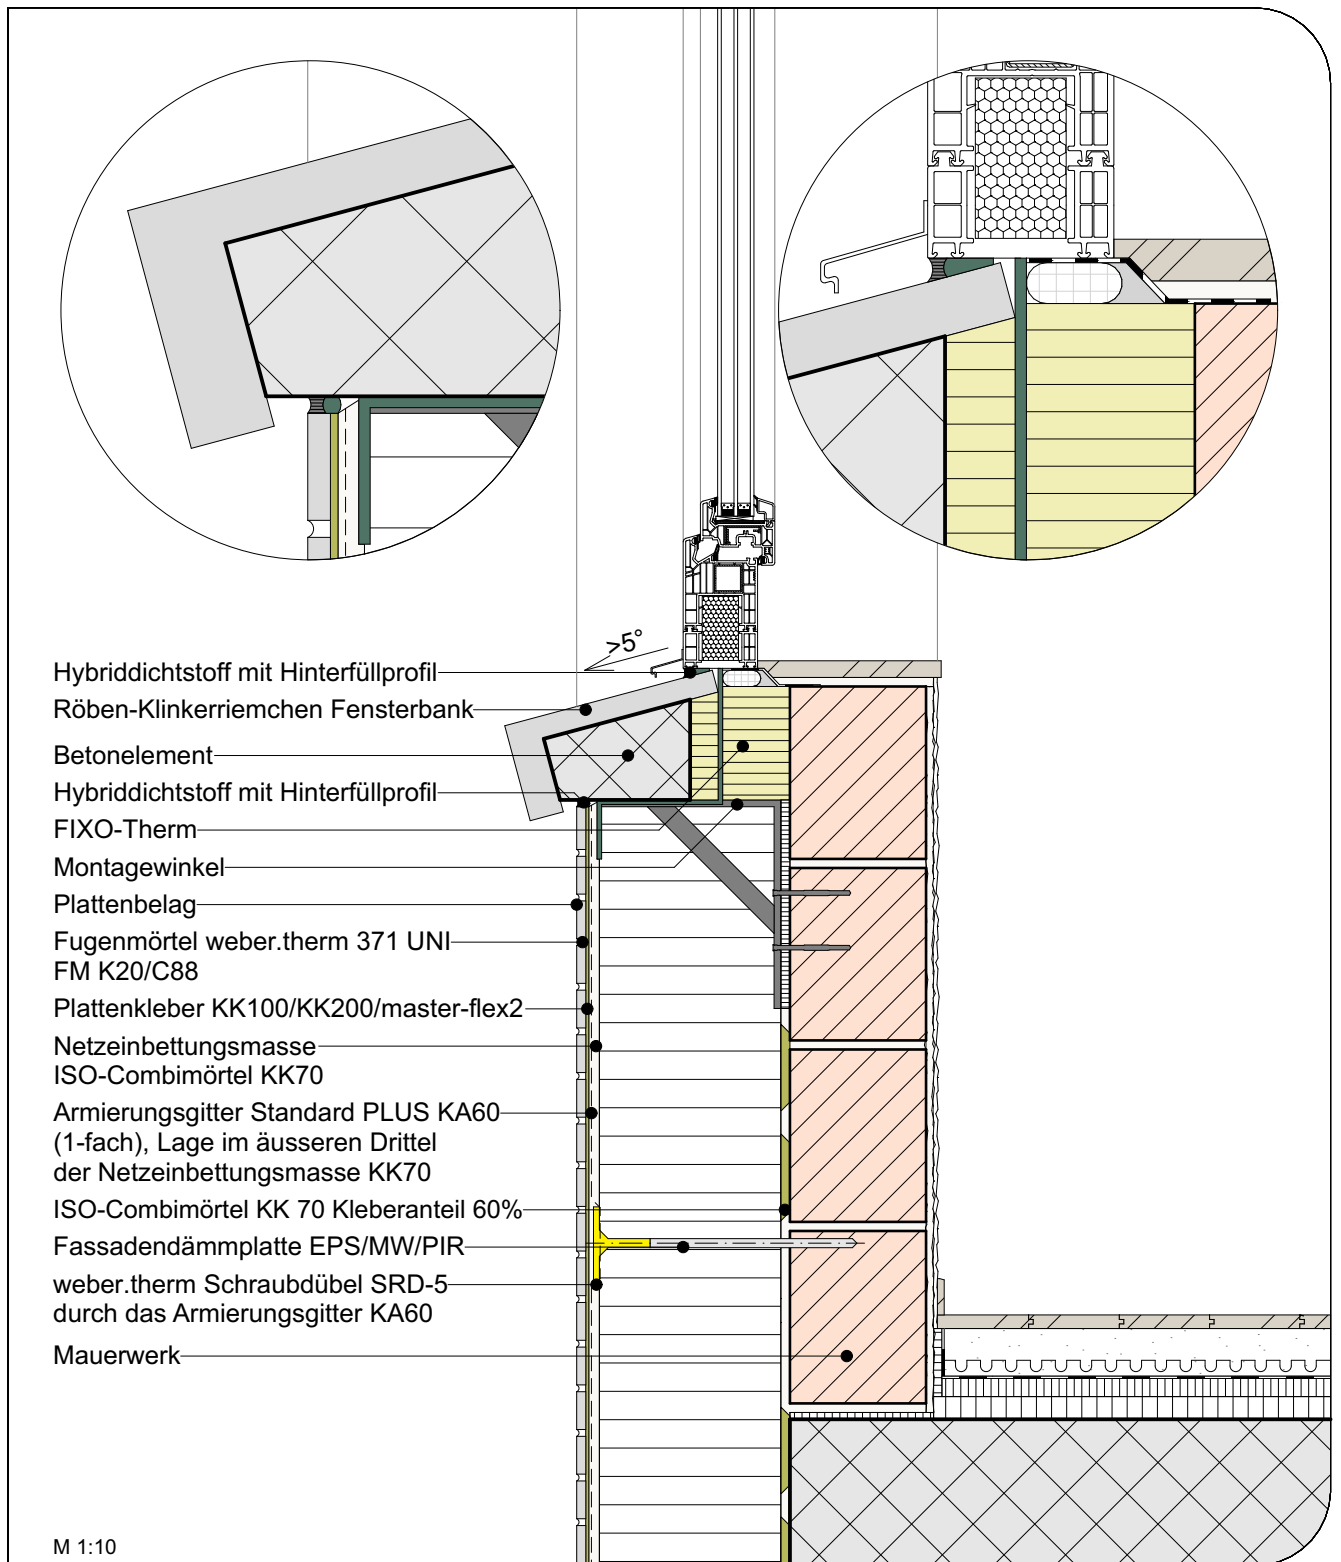 >5°
Hybriddichtstoff mit Hinterfüllprofil
Röben-Klinkerriemchen Fensterbank
Betonelement
Hybriddichtstoff mit Hinterfüllprofil
FIXO-Therm
Montagewinkel
Plattenbelag
Fugenmörtel weber.therm 371 UNI
FM K20/C88
Plattenkleber KK100/KK200/master-flex2
Netzeinbettungsmasse
ISO-Combimörtel KK70
Armierungsgitter Standard PLUS KA60
(1-fach), Lage im äusseren Drittel
der Netzeinbettungsmasse KK70
ISO-Combimörtel KK 70 Kleberanteil 60%
Fassadendämmplatte EPS/MW/PIR
weber.therm Schraubdübel SRD-5
durch das Armierungsgitter KA60
Mauerwerk
M 1:10